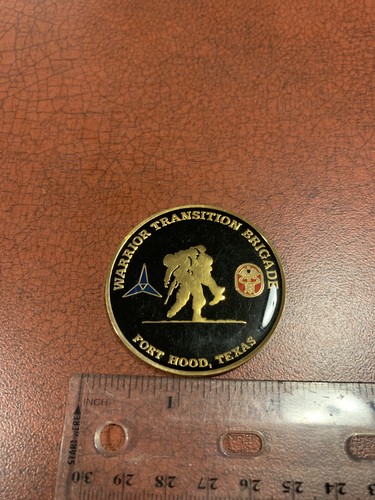 WARRIOR TRANSITION BRIGADE
FORT HOOD, TEXAS
INCH
1
START HERE
30 29 28 27 26 25 24 23